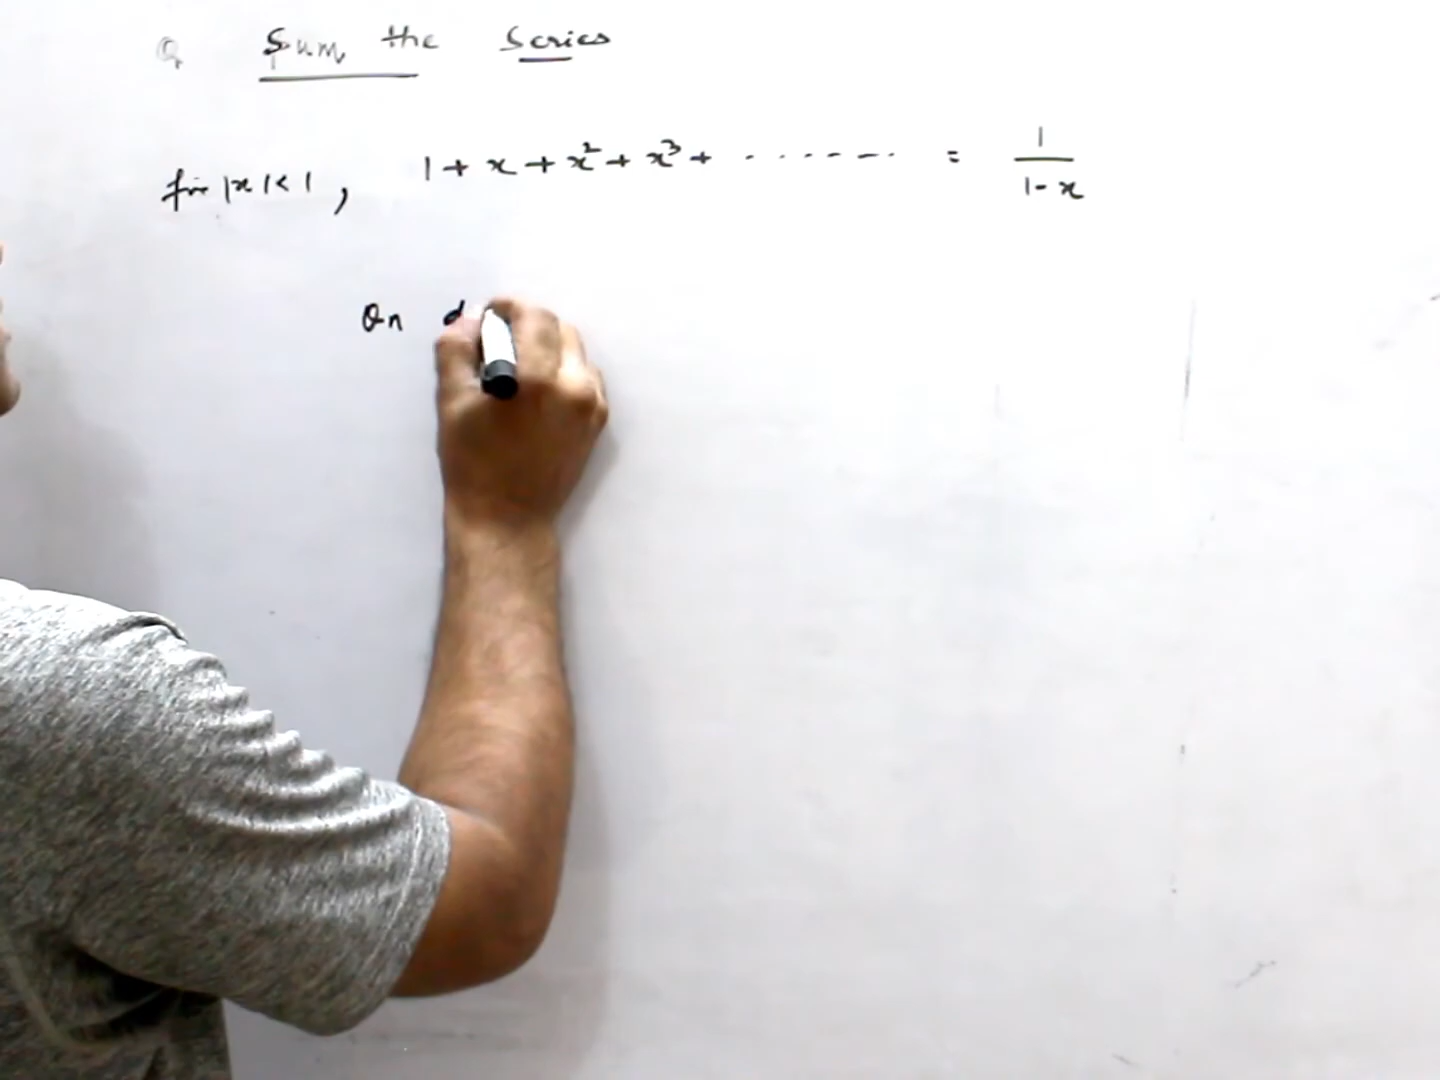 Q Sum the Series
for |x|<1, 1 + x + x² + x³ + ....... = 1/(1-x)
On d